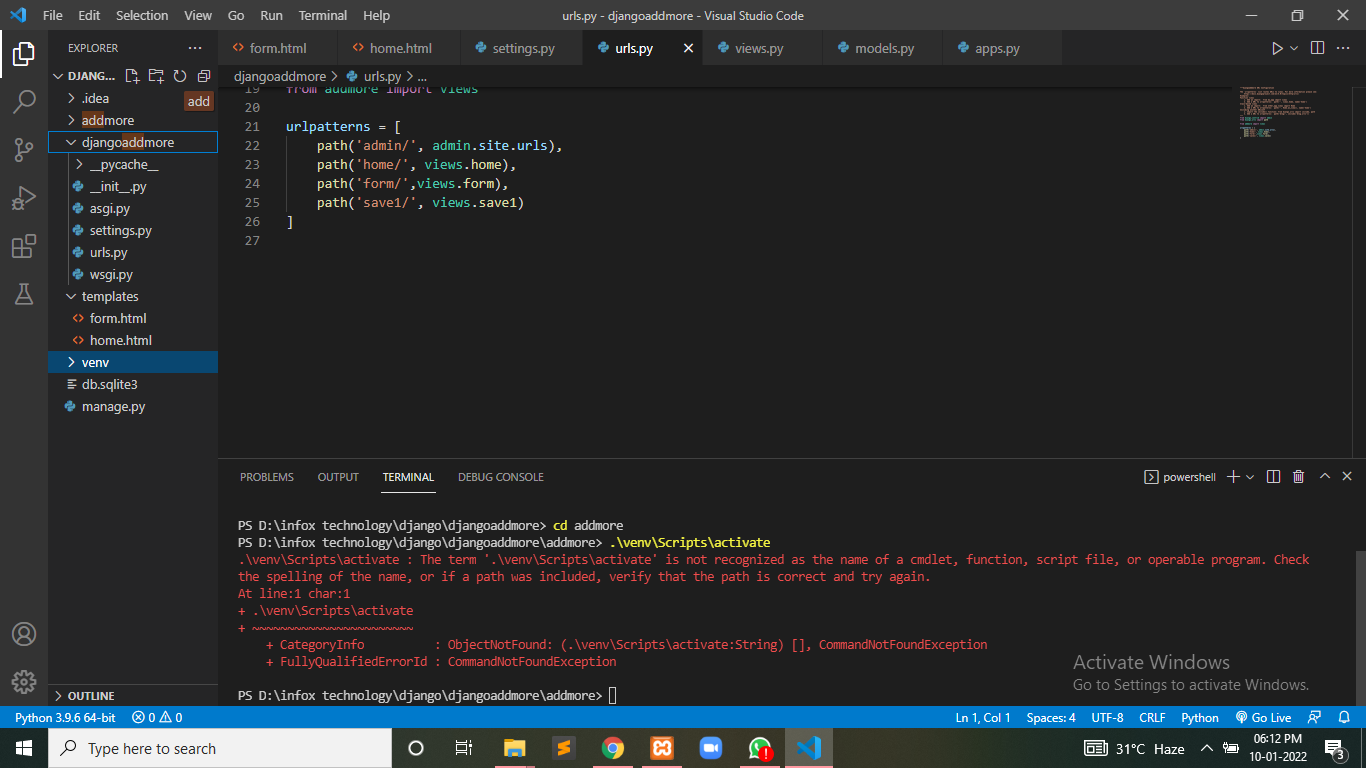 File Edit Selection View Go Run Terminal Help urls.py - djangoaddmore - Visual Studio Code
EXPLORER ... form.html home.html settings.py urls.py views.py models.py apps.py
DJANG...
.idea
add
addmore
djangoaddmore
__pycache__
__init__.py
asgi.py
settings.py
urls.py
wsgi.py
templates
form.html
home.html
venv
db.sqlite3
manage.py
OUTLINE
djangoaddmore > urls.py > ...
19 from addmore import views
20
21 urlpatterns = [
22 path('admin/', admin.site.urls),
23 path('home/', views.home),
24 path('form/',views.form),
25 path('save1/', views.save1)
26 ]
27
PROBLEMS OUTPUT TERMINAL DEBUG CONSOLE powershell
PS D:\infox technology\django\djangoaddmore> cd addmore
PS D:\infox technology\django\djangoaddmore\addmore> .\venv\Scripts\activate
.\venv\Scripts\activate : The term '.\venv\Scripts\activate' is not recognized as the name of a cmdlet, function, script file, or operable program. Check
the spelling of the name, or if a path was included, verify that the path is correct and try again.
At line:1 char:1
+ .\venv\Scripts\activate
+ ~~~~~~~~~~~~~~~~~~~~~~~
+ CategoryInfo : ObjectNotFound: (.\venv\Scripts\activate:String) [], CommandNotFoundException
+ FullyQualifiedErrorId : CommandNotFoundException
PS D:\infox technology\django\djangoaddmore\addmore>
Activate Windows
Go to Settings to activate Windows.
Python 3.9.6 64-bit 0 0 Ln 1, Col 1 Spaces: 4 UTF-8 CRLF Python Go Live
Type here to search 31°C Haze 06:12 PM
10-01-2022 3